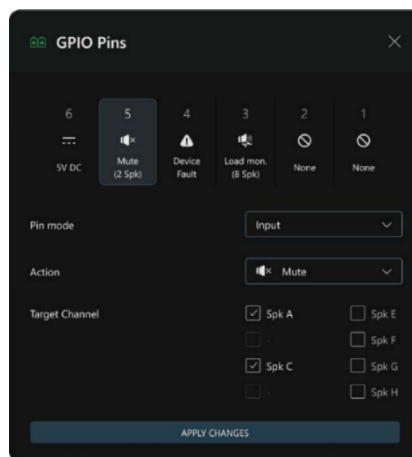 GPIO Pins
6 5 4 3 2 1
5V DC Mute Device Load mon. None None
(2 Spk) Fault (8 Spk)
Pin mode Input
Action Mute
Target Channel Spk A Spk E
- Spk F
Spk C Spk G
- Spk H
APPLY CHANGES